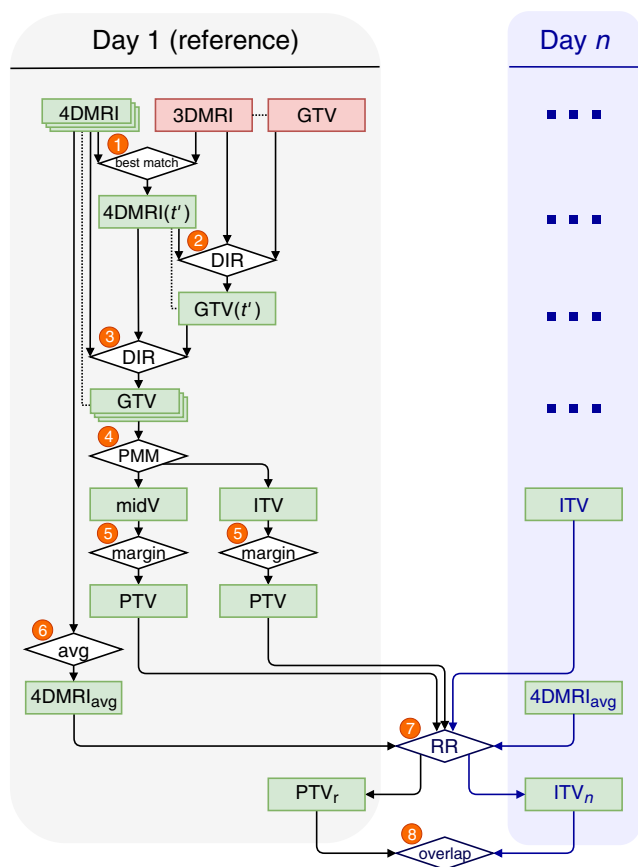 Day 1 (reference)
Day n
4DMRI
3DMRI
GTV
1
best match
4DMRI(t′)
2
DIR
GTV(t′)
3
DIR
GTV
4
PMM
midV
ITV
ITV
5
margin
5
margin
PTV
PTV
6
avg
4DMRIavg
4DMRIavg
7
RR
PTVr
ITVn
8
overlap